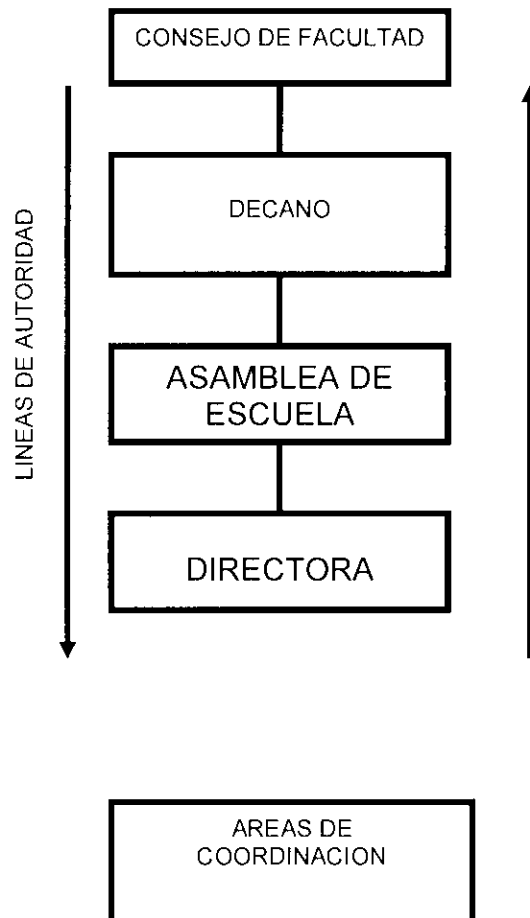 CONSEJO DE FACULTAD
DECANO
LINEAS DE AUTORIDAD
ASAMBLEA DE
ESCUELA
DIRECTORA
AREAS DE
COORDINACION